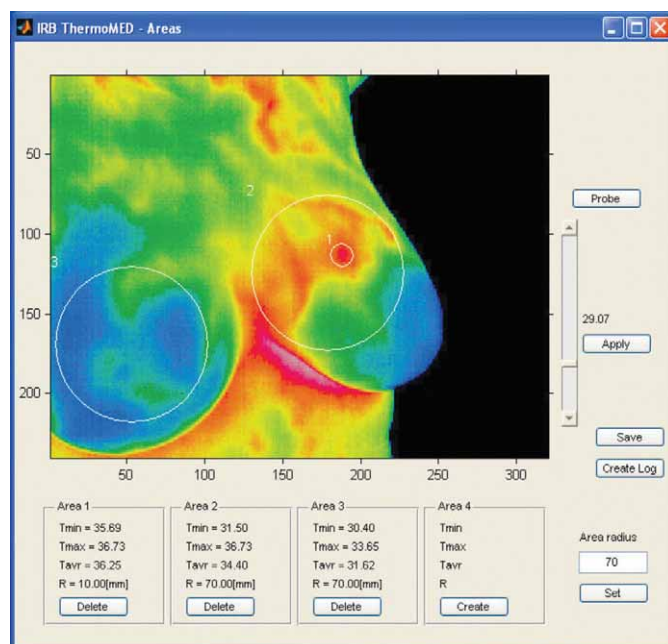 IRB ThermoMED - Areas
50
100
150
200
50
100
150
200
250
300
1
2
3
Probe
29.07
Apply
Save
Create Log
Area 1
Tmin = 35.69
Tmax = 36.73
Tavr = 36.25
R = 10.00[mm]
Delete
Area 2
Tmin = 31.50
Tmax = 36.73
Tavr = 34.40
R = 70.00[mm]
Delete
Area 3
Tmin = 30.40
Tmax = 33.65
Tavr = 31.62
R = 70.00[mm]
Delete
Area 4
Tmin
Tmax
Tavr
R
Create
Area radius
70
Set